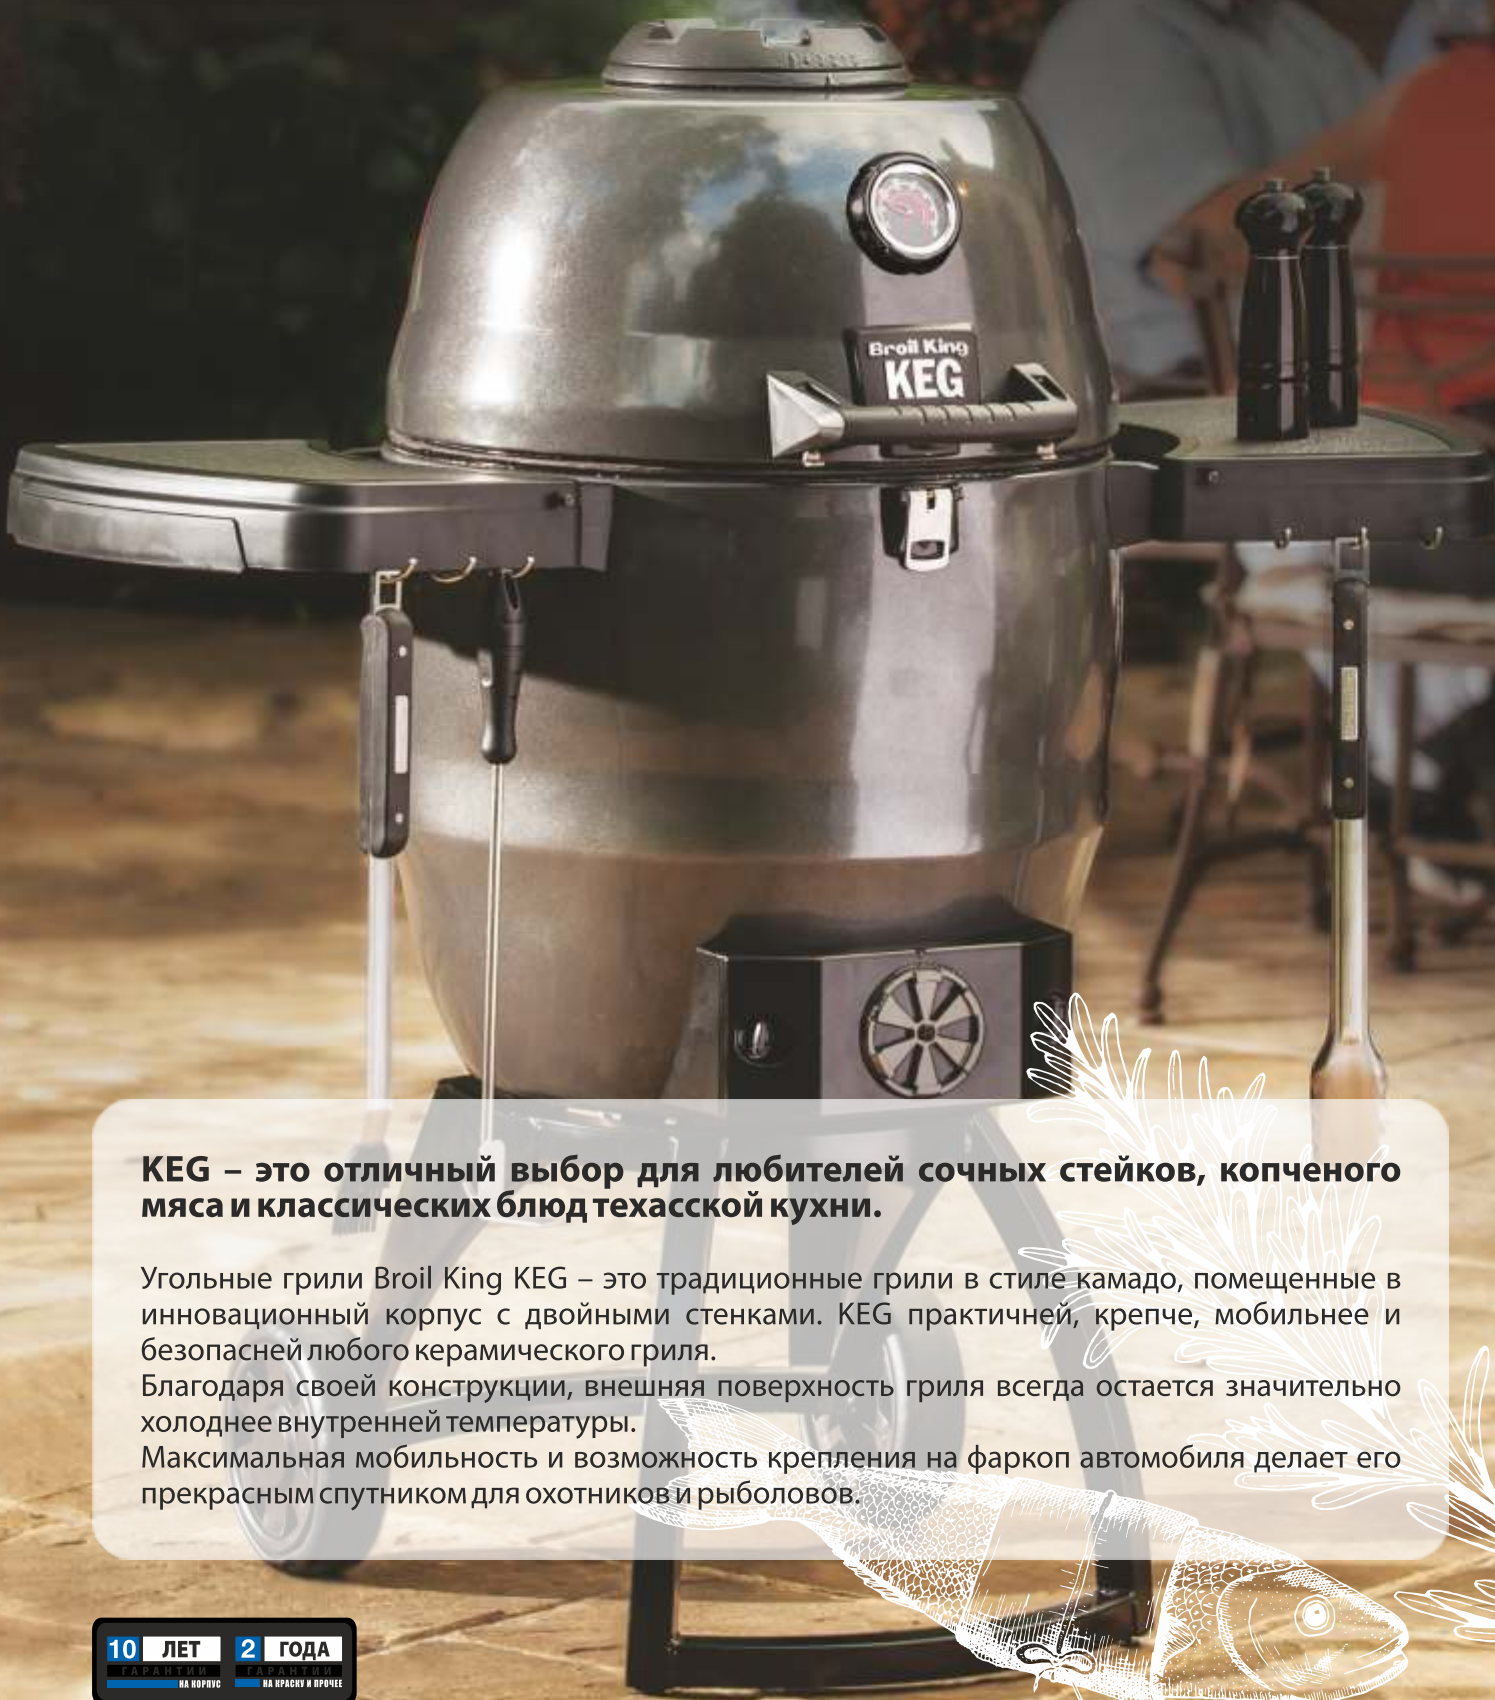 Broil King
KEG
KEG – это отличный выбор для любителей сочных стейков, копченого
мяса и классических блюд техасской кухни.
Угольные грили Broil King KEG – это традиционные грили в стиле камадо, помещенные в
инновационный корпус с двойными стенками. KEG практичней, крепче, мобильнее и
безопасней любого керамического гриля.
Благодаря своей конструкции, внешняя поверхность гриля всегда остается значительно
холоднее внутренней температуры.
Максимальная мобильность и возможность крепления на фаркоп автомобиля делает его
прекрасным спутником для охотников и рыболовов.
10 ЛЕТ
ГАРАНТИИ
НА КОРПУС
2 ГОДА
ГАРАНТИИ
НА КРАСКУ И ПРОЧЕЕ